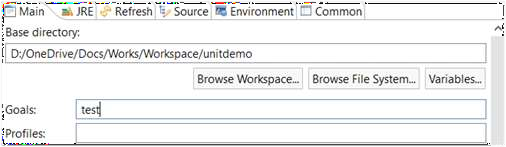 Main JRE Refresh Source Environment Common
Base directory:
D:/OneDrive/Docs/Works/Workspace/unitdemo
Browse Workspace... Browse File System... Variables...
Goals: test
Profiles: